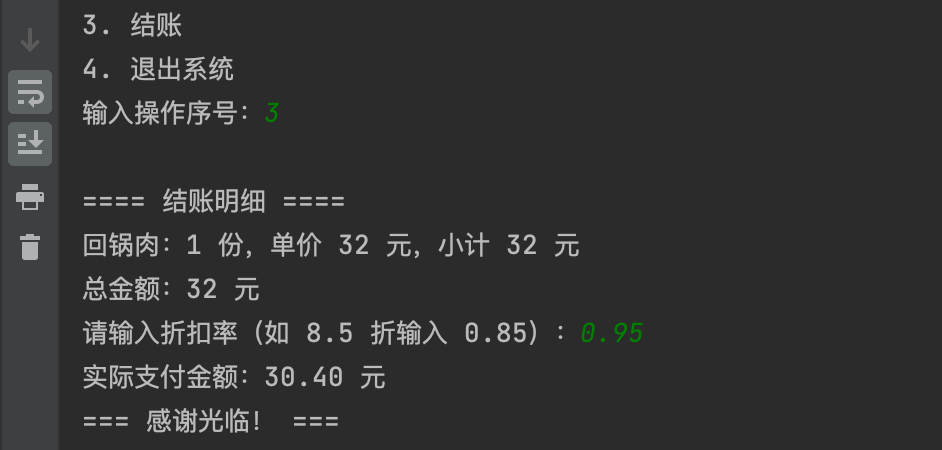 3. 结账
4. 退出系统
输入操作序号：3
==== 结账明细 ====
回锅肉：1 份，单价 32 元，小计 32 元
总金额：32 元
请输入折扣率（如 8.5 折输入 0.85）：0.95
实际支付金额：30.40 元
=== 感谢光临！ ===